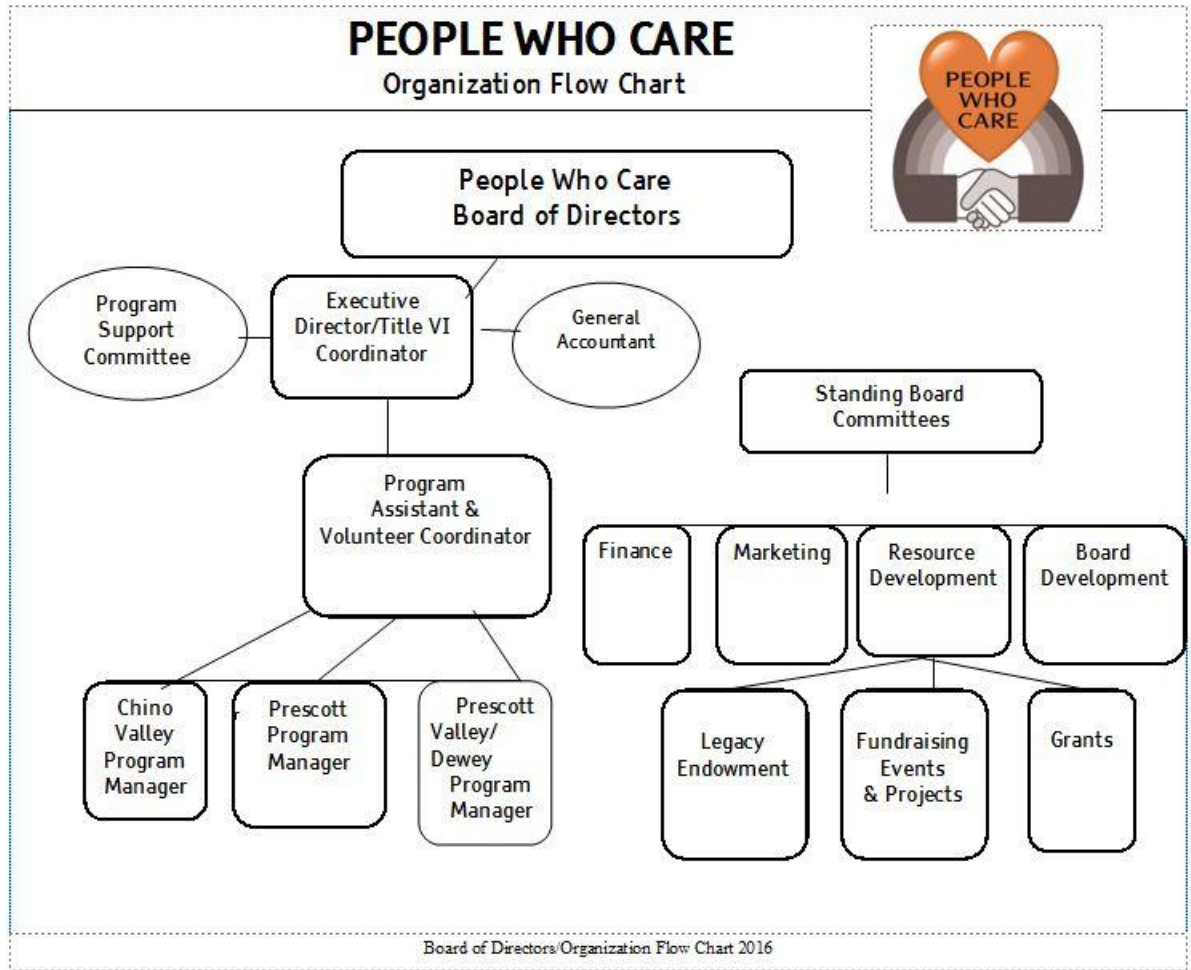 PEOPLE WHO CARE
Organization Flow Chart
PEOPLE
WHO
CARE
People Who Care
Board of Directors
Program
Support
Committee
Executive
Director/Title VI
Coordinator
General
Accountant
Standing Board
Committees
Program
Assistant &
Volunteer Coordinator
Finance
Marketing
Resource
Development
Board
Development
Chino
Valley
Program
Manager
Prescott
Program
Manager
Prescott
Valley/
Dewey
Program
Manager
Legacy
Endowment
Fundraising
Events
& Projects
Grants
Board of Directors/Organization Flow Chart 2016